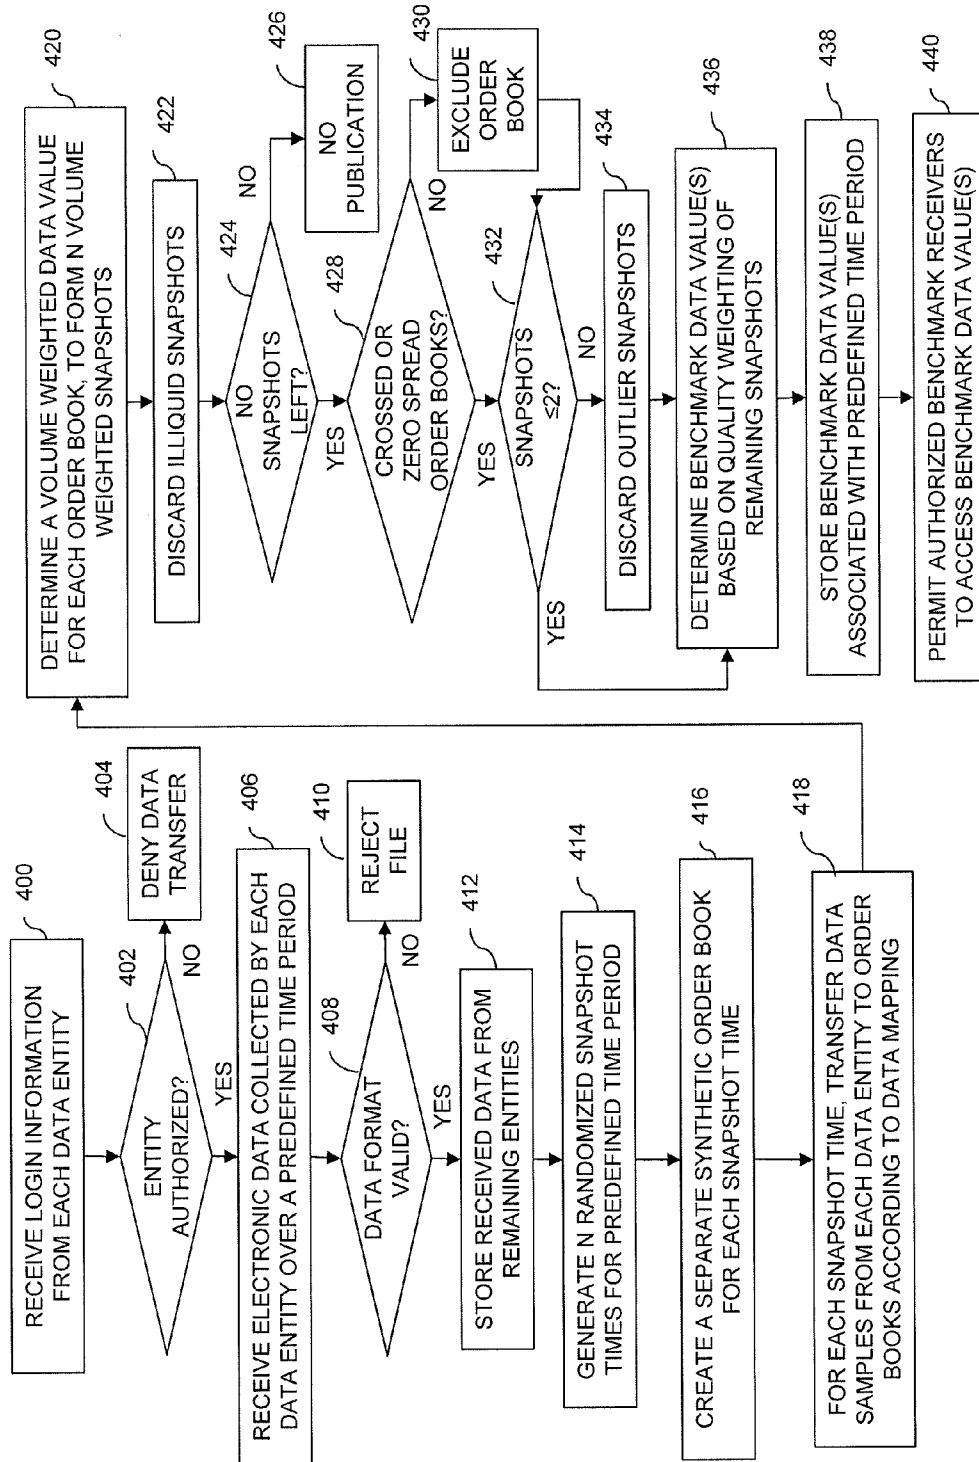 400
RECEIVE LOGIN INFORMATION
FROM EACH DATA ENTITY
402
ENTITY
AUTHORIZED?
NO
404
DENY DATA
TRANSFER
YES
406
RECEIVE ELECTRONIC DATA COLLECTED BY EACH
DATA ENTITY OVER A PREDEFINED TIME PERIOD
408
DATA FORMAT
VALID?
NO
410
REJECT
FILE
YES
412
STORE RECEIVED DATA FROM
REMAINING ENTITIES
414
GENERATE N RANDOMIZED SNAPSHOT
TIMES FOR PREDEFINED TIME PERIOD
416
CREATE A SEPARATE SYNTHETIC ORDER BOOK
FOR EACH SNAPSHOT TIME
418
FOR EACH SNAPSHOT TIME, TRANSFER DATA
SAMPLES FROM EACH DATA ENTITY TO ORDER
BOOKS ACCORDING TO DATA MAPPING
420
DETERMINE A VOLUME WEIGHTED DATA VALUE
FOR EACH ORDER BOOK, TO FORM N VOLUME
WEIGHTED SNAPSHOTS
422
DISCARD ILLIQUID SNAPSHOTS
424
NO
SNAPSHOTS
LEFT?
NO
426
NO
PUBLICATION
YES
428
CROSSED OR
ZERO SPREAD
ORDER BOOKS?
NO
430
EXCLUDE
ORDER
BOOK
YES
432
SNAPSHOTS
≤2?
YES
NO
434
DISCARD OUTLIER SNAPSHOTS
436
DETERMINE BENCHMARK DATA VALUE(S)
BASED ON QUALITY WEIGHTING OF
REMAINING SNAPSHOTS
438
STORE BENCHMARK DATA VALUE(S)
ASSOCIATED WITH PREDEFINED TIME PERIOD
440
PERMIT AUTHORIZED BENCHMARK RECEIVERS
TO ACCESS BENCHMARK DATA VALUE(S)